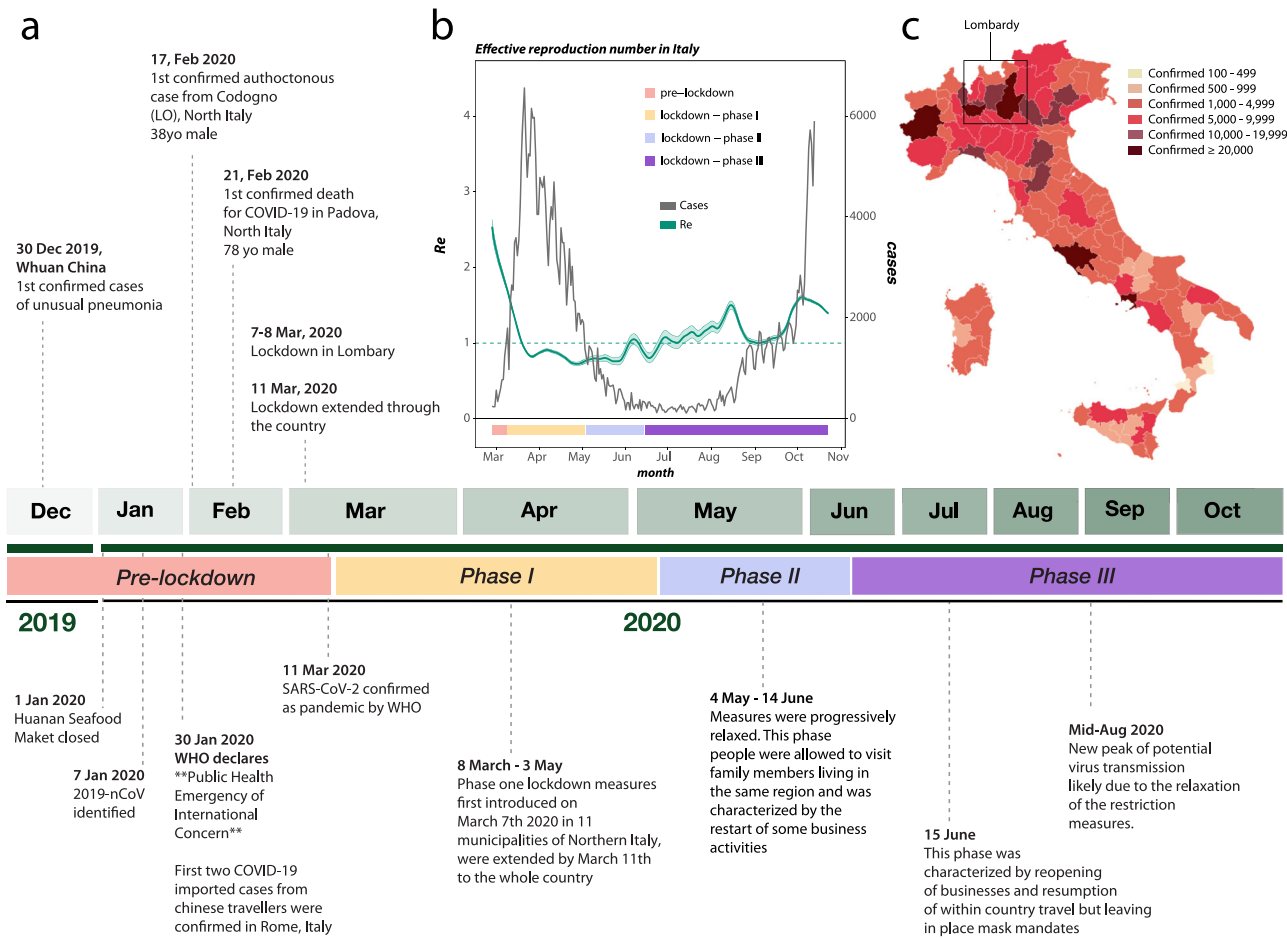 a
17, Feb 2020
1st confirmed authoctonous
case from Codogno
(LO), North Italy
38yo male
21, Feb 2020
1st confirmed death
for COVID-19 in Padova,
North Italy
78 yo male
30 Dec 2019,
Whuan China
1st confirmed cases
of unusual pneumonia
7-8 Mar, 2020
Lockdown in Lombary
11 Mar, 2020
Lockdown extended through
the country
b
Effective reproduction number in Italy
pre–lockdown
lockdown – phase I
lockdown – phase II
lockdown – phase III
Cases
Re
Re
4
3
2
1
0
cases
6000
4000
2000
0
Mar
Apr
May
Jun
Jul
Aug
Sep
Oct
Nov
month
c
Lombardy
Confirmed 100 - 499
Confirmed 500 - 999
Confirmed 1,000 - 4,999
Confirmed 5,000 - 9,999
Confirmed 10,000 - 19,999
Confirmed ≥ 20,000
Dec
Jan
Feb
Mar
Apr
May
Jun
Jul
Aug
Sep
Oct
Pre-lockdown
Phase I
Phase II
Phase III
2019
2020
1 Jan 2020
Huanan Seafood
Maket closed
7 Jan 2020
2019-nCoV
identified
30 Jan 2020
WHO declares
**Public Health
Emergency of
International
Concern**
First two COVID-19
imported cases from
chinese travellers were
confirmed in Rome, Italy
11 Mar 2020
SARS-CoV-2 confirmed
as pandemic by WHO
8 March - 3 May
Phase one lockdown measures
first introduced on
March 7th 2020 in 11
municipalities of Northern Italy,
were extended by March 11th
to the whole country
4 May - 14 June
Measures were progressively
relaxed. This phase
people were allowed to visit
family members living in
the same region and was
characterized by the
restart of some business
activities
15 June
This phase was
characterized by reopening
of businesses and resumption
of within country travel but leaving
in place mask mandates
Mid-Aug 2020
New peak of potential
virus transmission
likely due to the relaxation
of the restriction
measures.